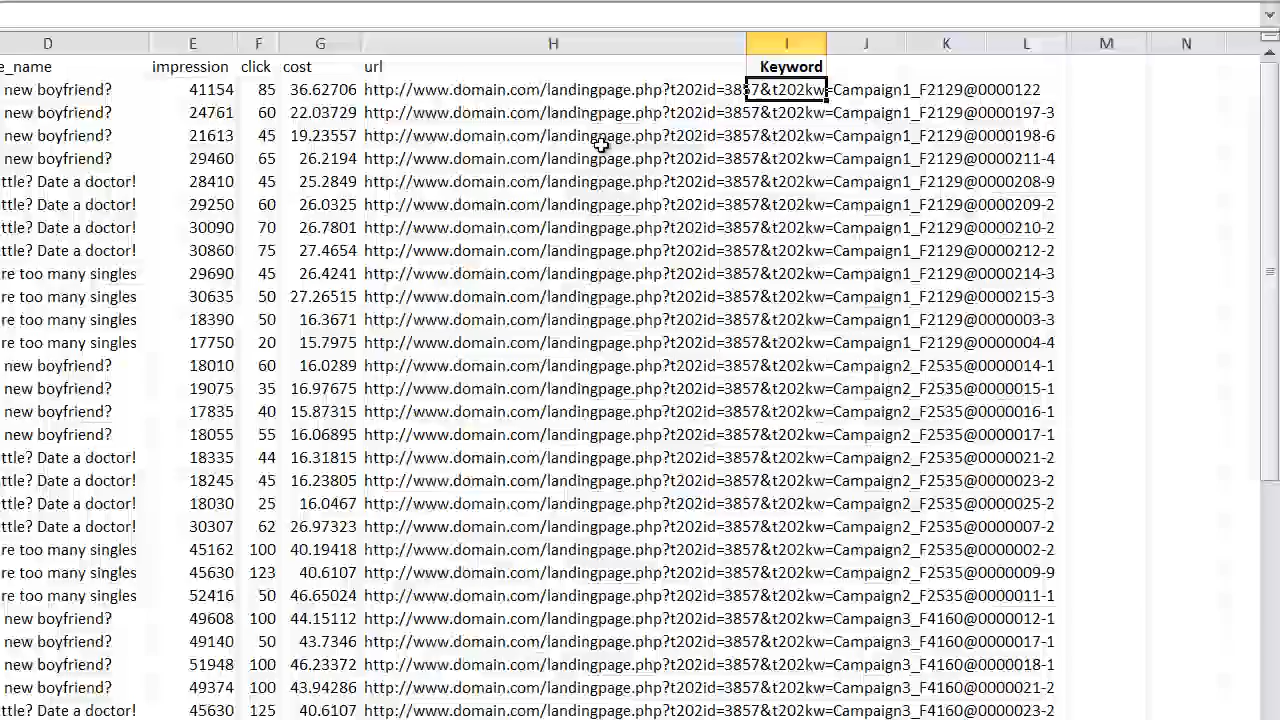 D E F G H I J K L M N
e_name impression click cost url Keyword
new boyfriend? 41154 85 36.62706 http://www.domain.com/landingpage.php?t202id=3857&t202kw=Campaign1_F2129@0000122
new boyfriend? 24761 60 22.03729 http://www.domain.com/landingpage.php?t202id=3857&t202kw=Campaign1_F2129@0000197-3
new boyfriend? 21613 45 19.23557 http://www.domain.com/landingpage.php?t202id=3857&t202kw=Campaign1_F2129@0000198-6
new boyfriend? 29460 65 26.2194 http://www.domain.com/landingpage.php?t202id=3857&t202kw=Campaign1_F2129@0000211-4
ttle? Date a doctor! 28410 45 25.2849 http://www.domain.com/landingpage.php?t202id=3857&t202kw=Campaign1_F2129@0000208-9
ttle? Date a doctor! 29250 60 26.0325 http://www.domain.com/landingpage.php?t202id=3857&t202kw=Campaign1_F2129@0000209-2
ttle? Date a doctor! 30090 70 26.7801 http://www.domain.com/landingpage.php?t202id=3857&t202kw=Campaign1_F2129@0000210-2
ttle? Date a doctor! 30860 75 27.4654 http://www.domain.com/landingpage.php?t202id=3857&t202kw=Campaign1_F2129@0000212-2
re too many singles 29690 45 26.4241 http://www.domain.com/landingpage.php?t202id=3857&t202kw=Campaign1_F2129@0000214-3
re too many singles 30635 50 27.26515 http://www.domain.com/landingpage.php?t202id=3857&t202kw=Campaign1_F2129@0000215-3
re too many singles 18390 50 16.3671 http://www.domain.com/landingpage.php?t202id=3857&t202kw=Campaign1_F2129@0000003-3
re too many singles 17750 20 15.7975 http://www.domain.com/landingpage.php?t202id=3857&t202kw=Campaign1_F2129@0000004-4
new boyfriend? 18010 60 16.0289 http://www.domain.com/landingpage.php?t202id=3857&t202kw=Campaign2_F2535@0000014-1
new boyfriend? 19075 35 16.97675 http://www.domain.com/landingpage.php?t202id=3857&t202kw=Campaign2_F2535@0000015-1
new boyfriend? 17835 40 15.87315 http://www.domain.com/landingpage.php?t202id=3857&t202kw=Campaign2_F2535@0000016-1
new boyfriend? 18055 55 16.06895 http://www.domain.com/landingpage.php?t202id=3857&t202kw=Campaign2_F2535@0000017-1
ttle? Date a doctor! 18335 44 16.31815 http://www.domain.com/landingpage.php?t202id=3857&t202kw=Campaign2_F2535@0000021-2
ttle? Date a doctor! 18245 45 16.23805 http://www.domain.com/landingpage.php?t202id=3857&t202kw=Campaign2_F2535@0000023-2
ttle? Date a doctor! 18030 25 16.0467 http://www.domain.com/landingpage.php?t202id=3857&t202kw=Campaign2_F2535@0000025-2
ttle? Date a doctor! 30307 62 26.97323 http://www.domain.com/landingpage.php?t202id=3857&t202kw=Campaign2_F2535@0000007-2
re too many singles 45162 100 40.19418 http://www.domain.com/landingpage.php?t202id=3857&t202kw=Campaign2_F2535@0000002-2
re too many singles 45630 123 40.6107 http://www.domain.com/landingpage.php?t202id=3857&t202kw=Campaign2_F2535@0000009-9
re too many singles 52416 50 46.65024 http://www.domain.com/landingpage.php?t202id=3857&t202kw=Campaign2_F2535@0000011-1
new boyfriend? 49608 100 44.15112 http://www.domain.com/landingpage.php?t202id=3857&t202kw=Campaign3_F4160@0000012-1
new boyfriend? 49140 50 43.7346 http://www.domain.com/landingpage.php?t202id=3857&t202kw=Campaign3_F4160@0000017-1
new boyfriend? 51948 100 46.23372 http://www.domain.com/landingpage.php?t202id=3857&t202kw=Campaign3_F4160@0000018-1
new boyfriend? 49374 100 43.94286 http://www.domain.com/landingpage.php?t202id=3857&t202kw=Campaign3_F4160@0000021-2
ttle? Date a doctor! 45630 125 40.6107 http://www.domain.com/landingpage.php?t202id=3857&t202kw=Campaign3_F4160@0000023-2